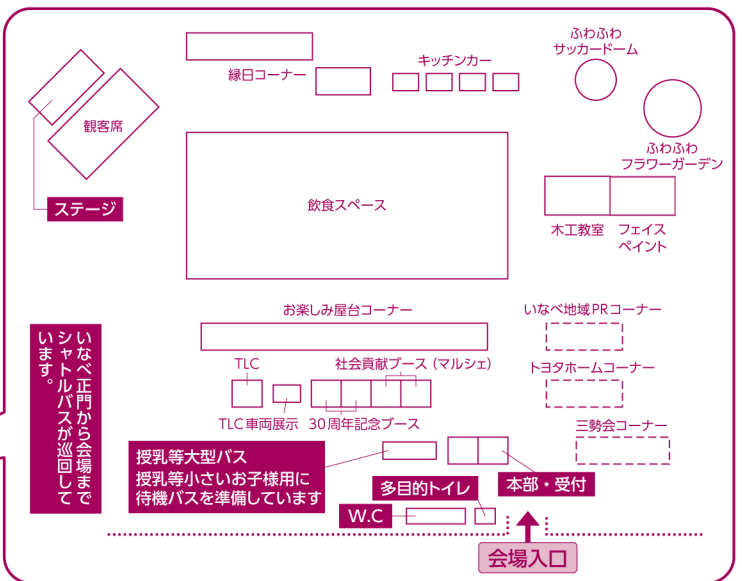 ふわふわ
サッカードーム
キッチンカー
縁日コーナー
観客席
ふわふわ
フラワーガーデン
ステージ
飲食スペース
木工教室
フェイス
ペイント
お楽しみ屋台コーナー
いなべ地域PRコーナー
いなべ正門から会場まで
シャトルバスが巡回して
います。
TLC
社会貢献ブース（マルシェ）
トヨタホームコーナー
TLC車両展示
30周年記念ブース
三勢会コーナー
授乳等大型バス
授乳等小さいお子様用に
待機バスを準備しています
本部・受付
多目的トイレ
W.C
会場入口